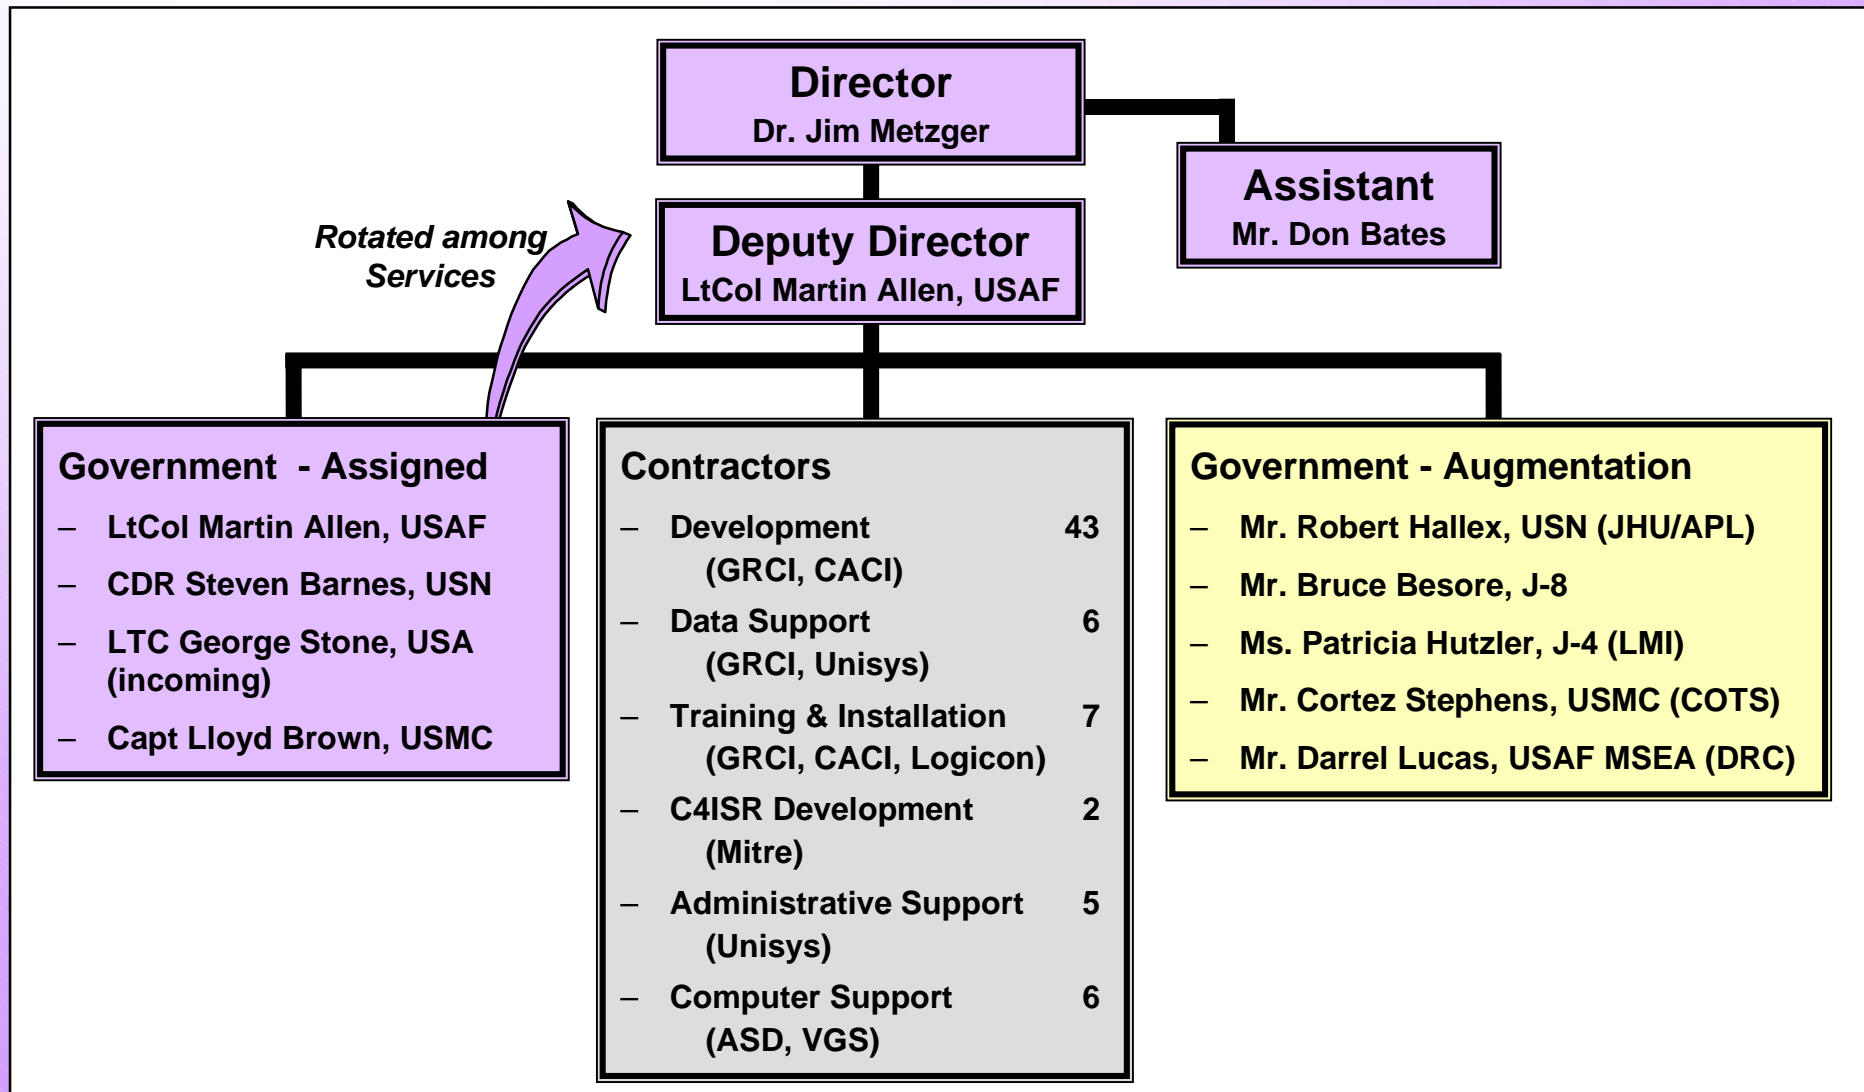 Director
Dr. Jim Metzger
Assistant
Mr. Don Bates
Rotated among
Services
Deputy Director
LtCol Martin Allen, USAF
Government - Assigned
– LtCol Martin Allen, USAF
– CDR Steven Barnes, USN
– LTC George Stone, USA
(incoming)
– Capt Lloyd Brown, USMC
Contractors
– Development 43
(GRCI, CACI)
– Data Support 6
(GRCI, Unisys)
– Training & Installation 7
(GRCI, CACI, Logicon)
– C4ISR Development 2
(Mitre)
– Administrative Support 5
(Unisys)
– Computer Support 6
(ASD, VGS)
Government - Augmentation
– Mr. Robert Hallex, USN (JHU/APL)
– Mr. Bruce Besore, J-8
– Ms. Patricia Hutzler, J-4 (LMI)
– Mr. Cortez Stephens, USMC (COTS)
– Mr. Darrel Lucas, USAF MSEA (DRC)